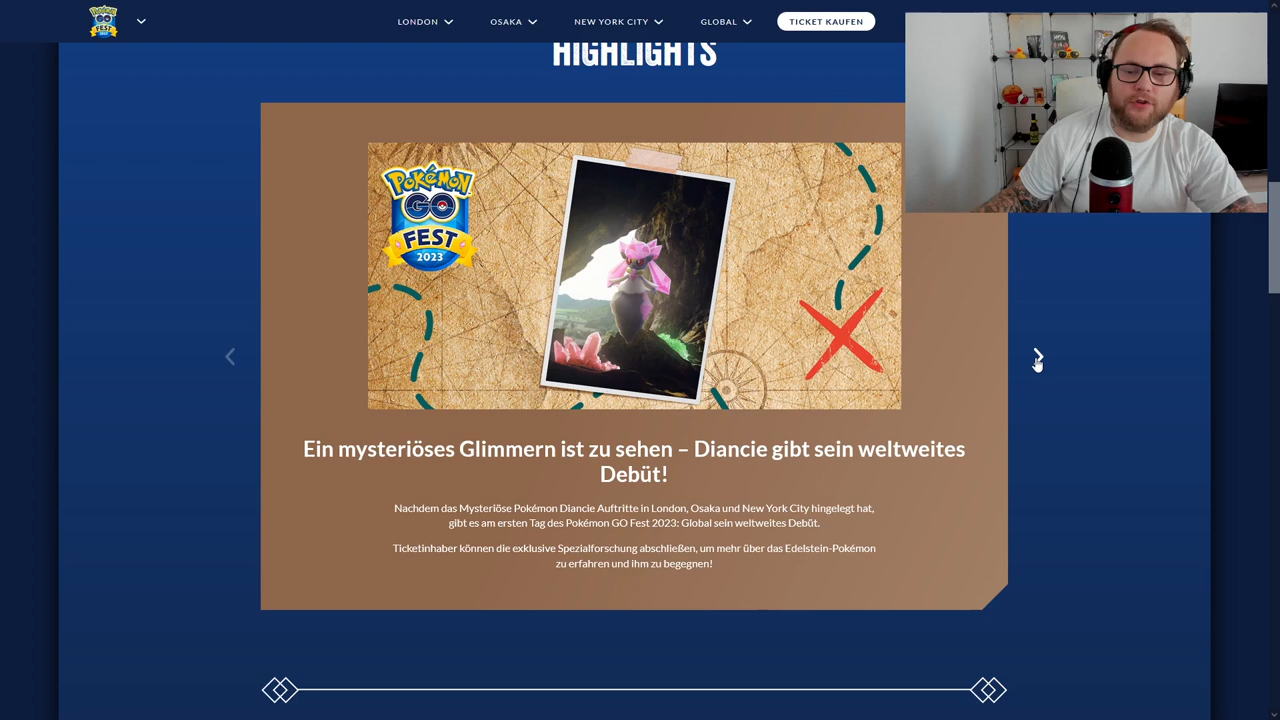 LONDON
OSAKA
NEW YORK CITY
GLOBAL
TICKET KAUFEN
HIGHLIGHTS
Pokémon
GO
FEST
2023
Ein mysteriöses Glimmern ist zu sehen – Diancie gibt sein weltweites
Debüt!
Nachdem das Mysteriöse Pokémon Diancie Auftritte in London, Osaka und New York City hingelegt hat,
gibt es am ersten Tag des Pokémon GO Fest 2023: Global sein weltweites Debüt.
Ticketinhaber können die exklusive Spezialforschung abschließen, um mehr über das Edelstein-Pokémon
zu erfahren und ihm zu begegnen!